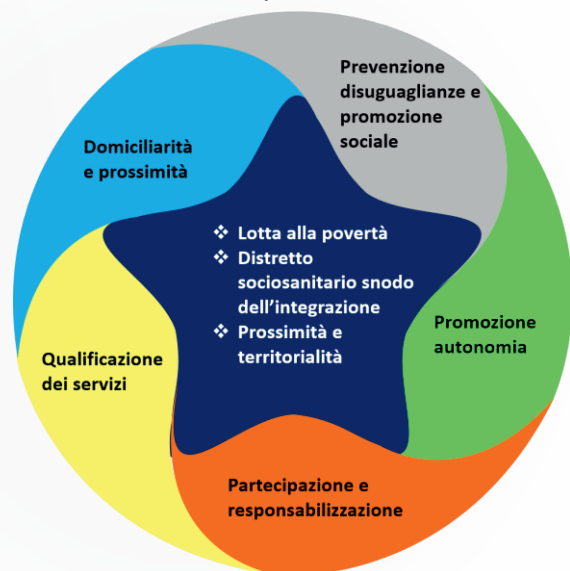 Prevenzione
disuguaglianze e
promozione
sociale
Domiciliarità
e prossimità
❖ Lotta alla povertà
❖ Distretto
sociosanitario snodo
dell’integrazione
❖ Prossimità e
territorialità
Promozione
autonomia
Qualificazione
dei servizi
Partecipazione e
responsabilizzazione